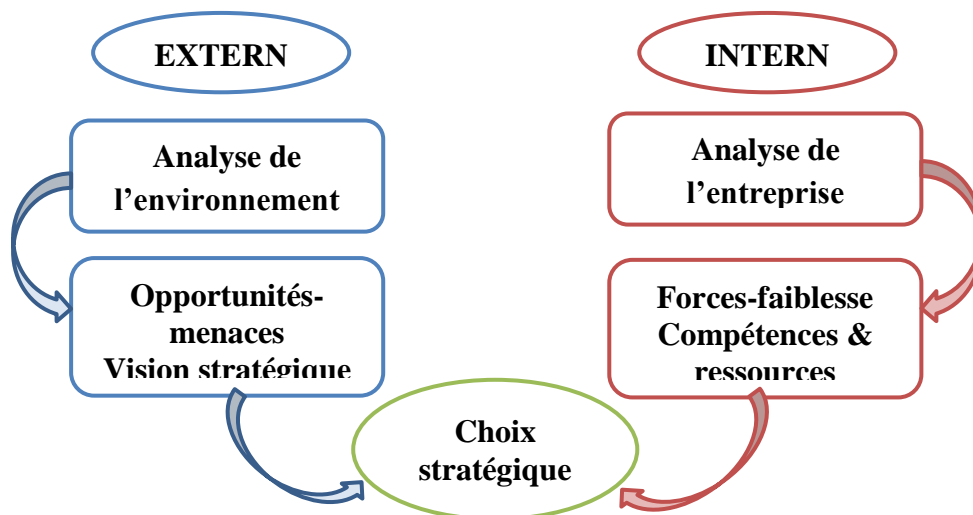 EXTERN
INTERN
Analyse de
l’environnement
Analyse de
l’entreprise
Opportunités-
menaces
Vision stratégique
Forces-faiblesse
Compétences &
ressources
Choix
stratégique